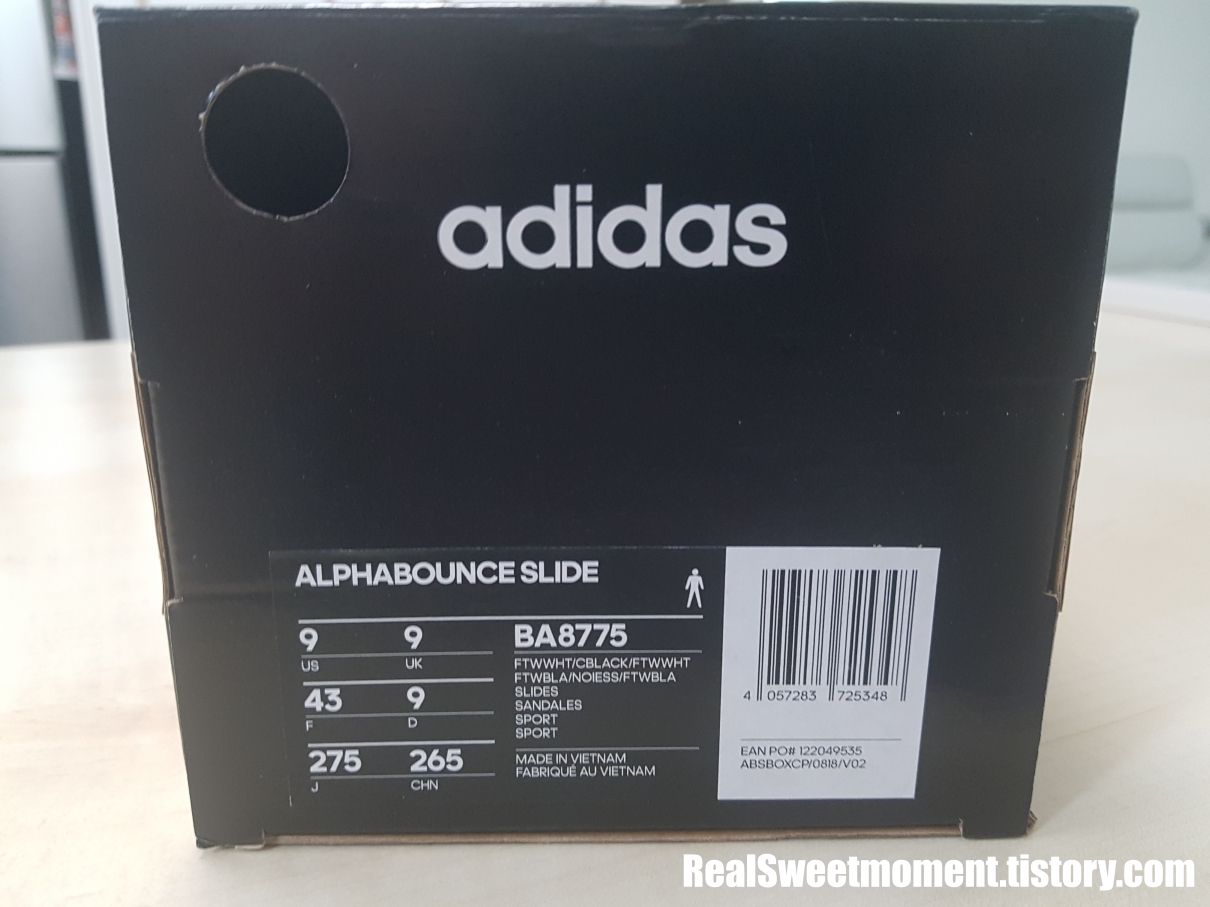 adidas
ALPHABOUNCE SLIDE
9 9
US UK
43 9
F D
275 265
J CHN
BA8775
FTWWHT/CBLACK/FTWWHT
FTWBLA/NOIESS/FTWBLA
SLIDES
SANDALES
SPORT
SPORT
MADE IN VIETNAM
FABRIQUÉ AU VIETNAM
4 057283 725348
EAN PO# 122049535
ABSBOXCP/0818/V02
RealSweetmoment.tistory.com